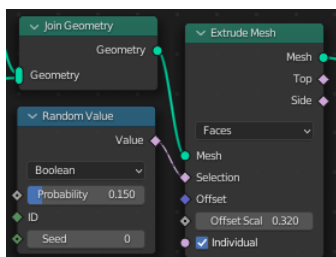 Join Geometry
Geometry
Geometry
Random Value
Value
Boolean
Probability 0.150
ID
Seed 0
Extrude Mesh
Mesh
Top
Side
Faces
Mesh
Selection
Offset
Offset Scal 0.320
Individual